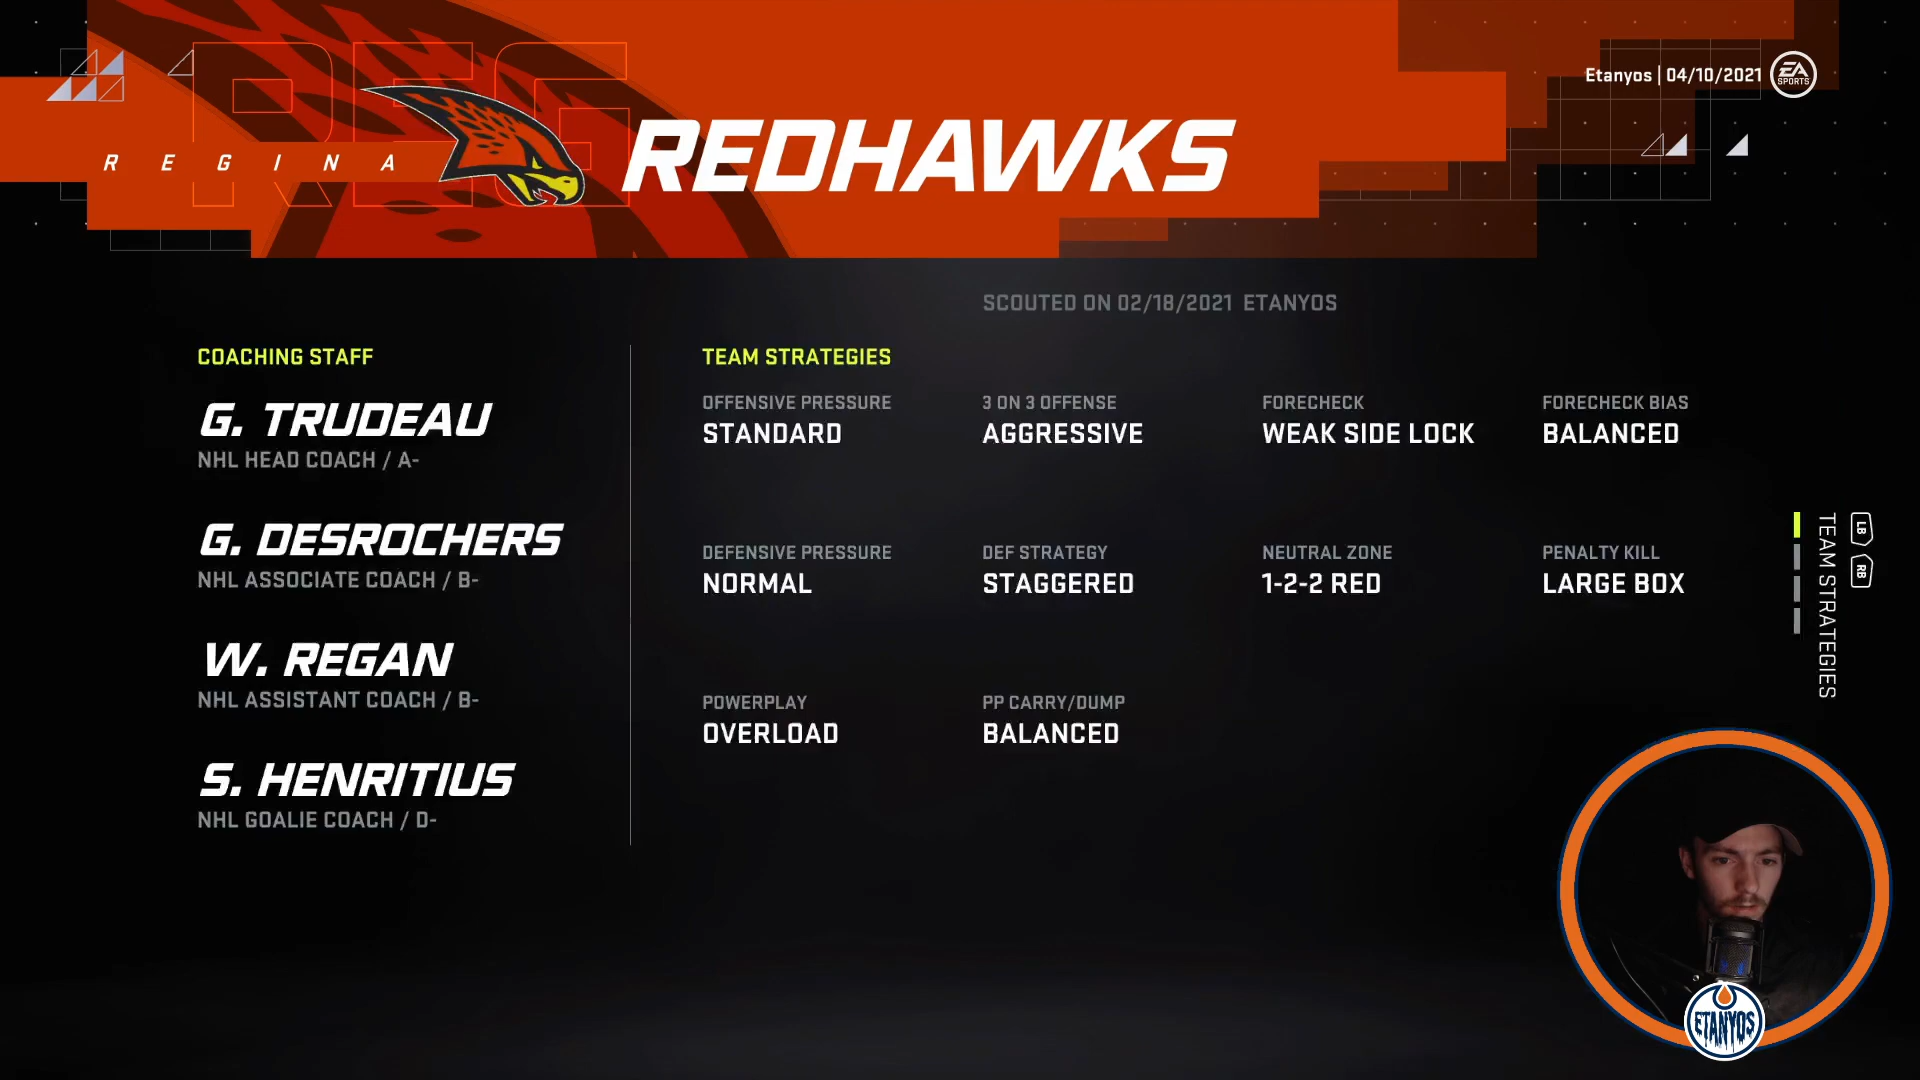 REG
Etanyos | 04/10/2021
EA SPORTS
REGINA
REDHAWKS
SCOUTED ON 02/18/2021 ETANYOS
COACHING STAFF
G. TRUDEAU
NHL HEAD COACH / A-
G. DESROCHERS
NHL ASSOCIATE COACH / B-
W. REGAN
NHL ASSISTANT COACH / B-
S. HENRITIUS
NHL GOALIE COACH / D-
TEAM STRATEGIES
OFFENSIVE PRESSURE
STANDARD
3 ON 3 OFFENSE
AGGRESSIVE
FORECHECK
WEAK SIDE LOCK
FORECHECK BIAS
BALANCED
DEFENSIVE PRESSURE
NORMAL
DEF STRATEGY
STAGGERED
NEUTRAL ZONE
1-2-2 RED
PENALTY KILL
LARGE BOX
POWERPLAY
OVERLOAD
PP CARRY/DUMP
BALANCED
LB
RB
TEAM STRATEGIES
ETANYOS